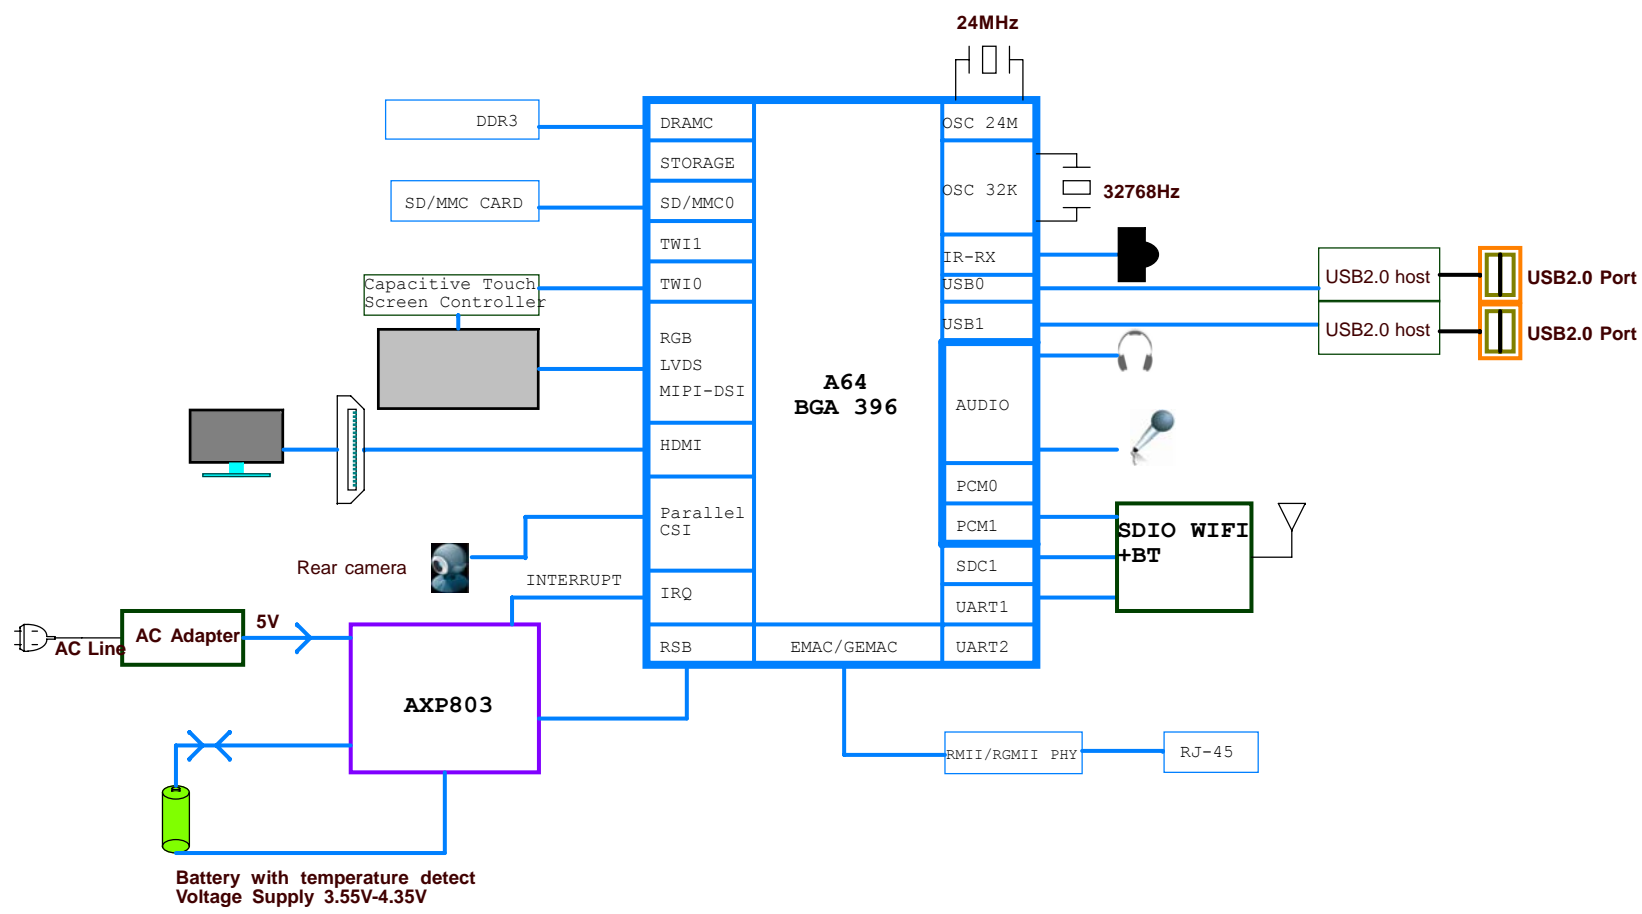 24MHz
DDR3
DRAMC
OSC 24M
STORAGE
SD/MMC CARD
SD/MMC0
OSC 32K
32768Hz
TWI1
IR-RX
Capacitive Touch
Screen Controller
TWI0
USB0
USB2.0 host
USB2.0 Port
USB1
USB2.0 host
USB2.0 Port
RGB
LVDS
MIPI-DSI
A64
BGA 396
AUDIO
HDMI
PCM0
Parallel
CSI
PCM1
SDIO WIFI
+BT
Rear camera
SDC1
INTERRUPT
IRQ
UART1
AC Line
AC Adapter
5V
RSB
EMAC/GEMAC
UART2
AXP803
RMII/RGMII PHY
RJ-45
Battery with temperature detect
Voltage Supply 3.55V-4.35V